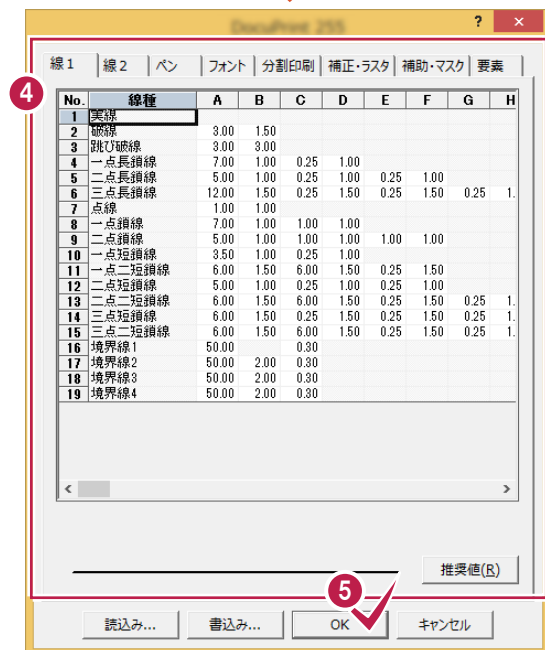 DocuPrint 255 ? ×
線1 線2 ペン フォント 分割印刷 補正・ラスタ 補助・マスク 要素
4
No. 線種 A B C D E F G H
1 実線
2 破線 3.00 1.50
3 跳び破線 3.00 3.00
4 一点長鎖線 7.00 1.00 0.25 1.00
5 二点長鎖線 5.00 1.00 0.25 1.00 0.25 1.00
6 三点長鎖線 12.00 1.50 0.25 1.50 0.25 1.50 0.25 1.
7 点線 1.00 1.00
8 一点鎖線 7.00 1.00 1.00 1.00
9 二点鎖線 5.00 1.00 1.00 1.00 1.00 1.00
10 一点短鎖線 3.50 1.00 0.25 1.00
11 一点二短鎖線 6.00 1.50 6.00 1.50 0.25 1.50
12 二点短鎖線 5.00 1.00 0.25 1.00 0.25 1.00
13 二点二短鎖線 6.00 1.50 6.00 1.50 0.25 1.50 0.25 1.
14 三点短鎖線 6.00 1.50 0.25 1.50 0.25 1.50 0.25 1.
15 三点二短鎖線 6.00 1.50 6.00 1.50 0.25 1.50 0.25 1.
16 境界線1 50.00 0.30
17 境界線2 50.00 2.00 0.30
18 境界線3 50.00 2.00 0.30
19 境界線4 50.00 2.00 0.30
推奨値(R)
5
読込み... 書込み... OK キャンセル